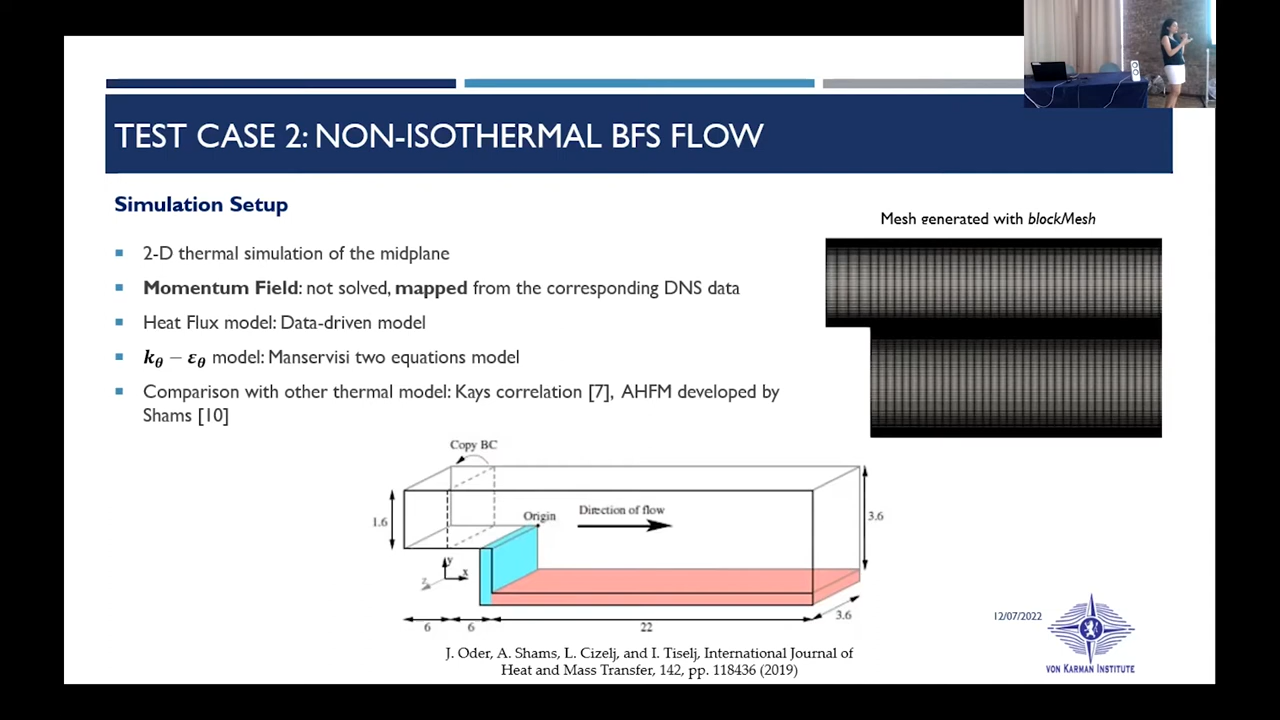 TEST CASE 2: NON-ISOTHERMAL BFS FLOW
Simulation Setup
Mesh generated with blockMesh
2-D thermal simulation of the midplane
Momentum Field: not solved, mapped from the corresponding DNS data
Heat Flux model: Data-driven model
k_θ − ε_θ model: Manservisi two equations model
Comparison with other thermal model: Kays correlation [7], AHFM developed by
Shams [10]
Copy BC
1.6
Origin
Direction of flow
3.6
y
x
z
6
6
22
3.6
12/07/2022
VON KARMAN INSTITUTE
J. Oder, A. Shams, L. Cizelj, and I. Tiselj, International Journal of
Heat and Mass Transfer, 142, pp. 118436 (2019)